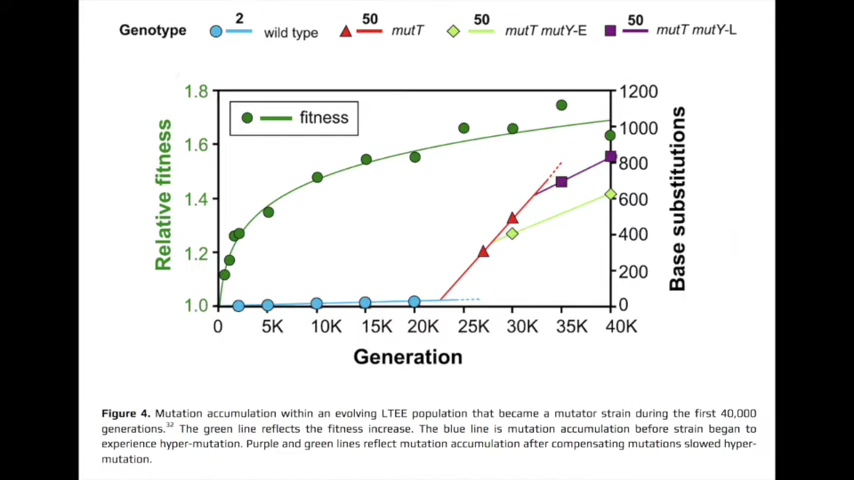 Genotype 2 wild type 50 mutT 50 mutT mutY-E 50 mutT mutY-L
fitness
Relative fitness
1.8
1.6
1.4
1.2
1.0
Base substitutions
1200
1000
800
600
400
200
0
0 5K 10K 15K 20K 25K 30K 35K 40K
Generation
Figure 4. Mutation accumulation within an evolving LTEE population that became a mutator strain during the first 40,000
generations.32 The green line reflects the fitness increase. The blue line is mutation accumulation before strain began to
experience hyper-mutation. Purple and green lines reflect mutation accumulation after compensating mutations slowed hyper-
mutation.